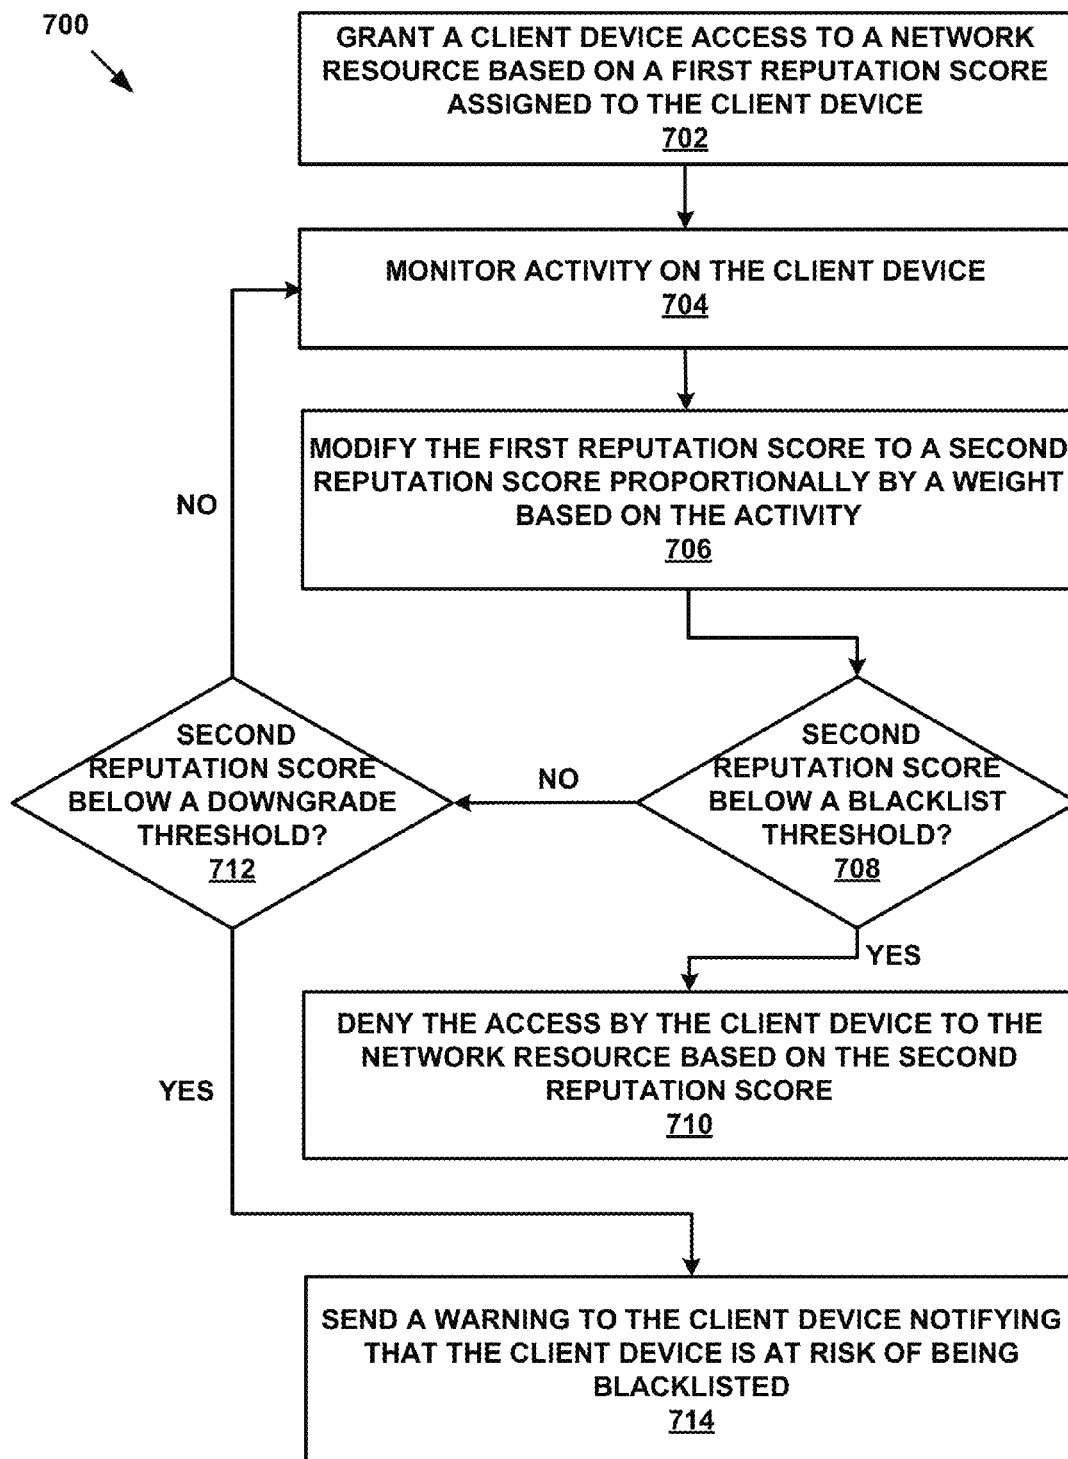 700
GRANT A CLIENT DEVICE ACCESS TO A NETWORK
RESOURCE BASED ON A FIRST REPUTATION SCORE
ASSIGNED TO THE CLIENT DEVICE
702
MONITOR ACTIVITY ON THE CLIENT DEVICE
704
MODIFY THE FIRST REPUTATION SCORE TO A SECOND
REPUTATION SCORE PROPORTIONALLY BY A WEIGHT
BASED ON THE ACTIVITY
706
NO
SECOND
REPUTATION SCORE
BELOW A DOWNGRADE
THRESHOLD?
712
NO
SECOND
REPUTATION SCORE
BELOW A BLACKLIST
THRESHOLD?
708
YES
DENY THE ACCESS BY THE CLIENT DEVICE TO THE
NETWORK RESOURCE BASED ON THE SECOND
REPUTATION SCORE
710
YES
SEND A WARNING TO THE CLIENT DEVICE NOTIFYING
THAT THE CLIENT DEVICE IS AT RISK OF BEING
BLACKLISTED
714